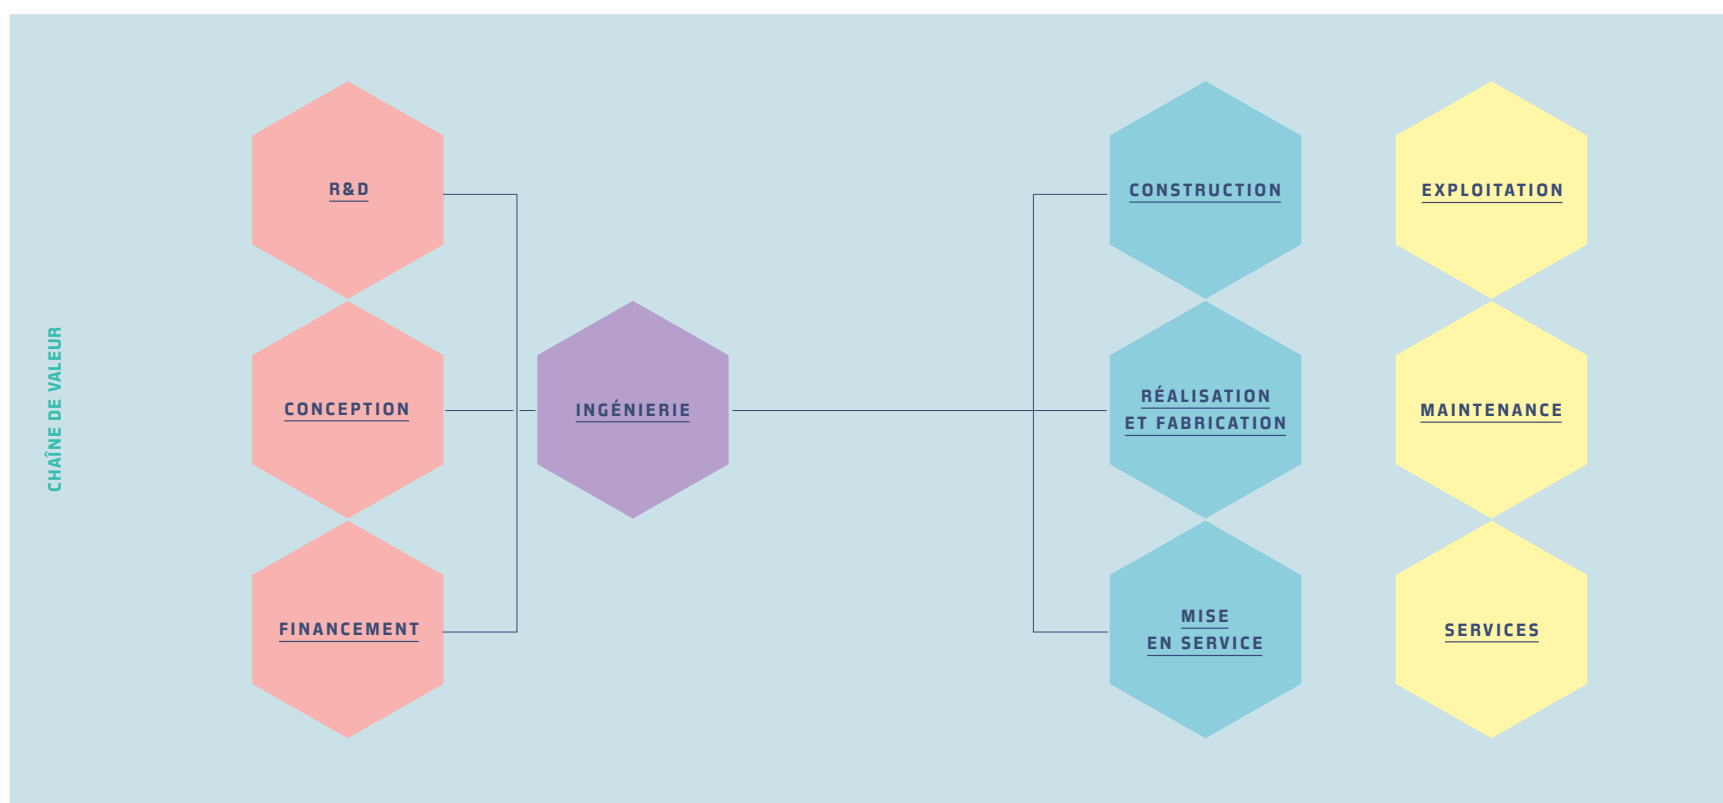 CHAÎNE DE VALEUR
R&D
CONCEPTION
FINANCEMENT
INGÉNIERIE
CONSTRUCTION
RÉALISATION
ET FABRICATION
MISE
EN SERVICE
EXPLOITATION
MAINTENANCE
SERVICES